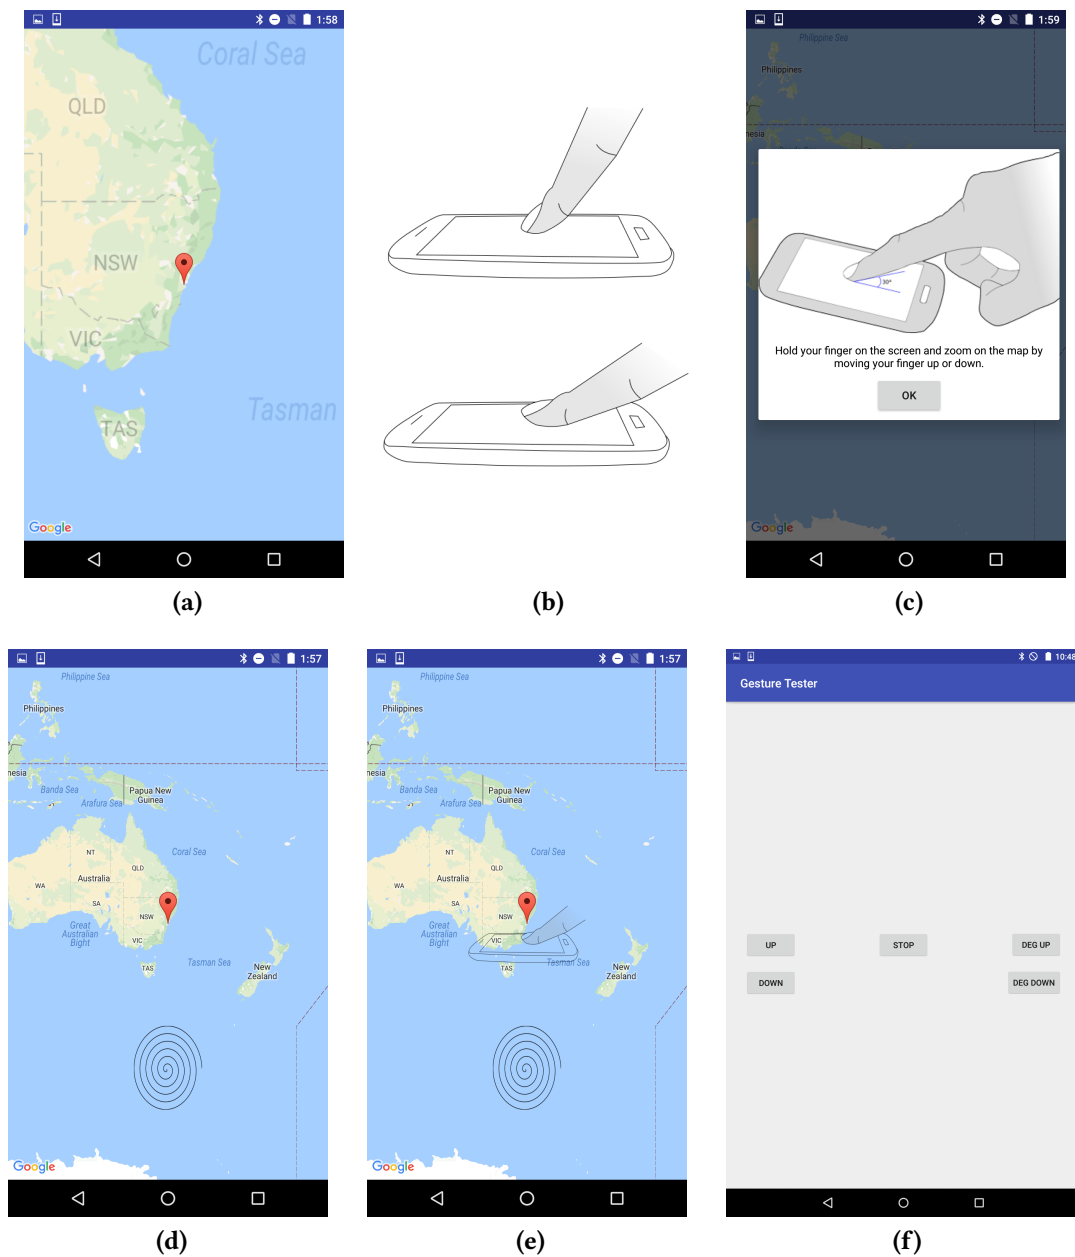 1:58
Coral Sea
QLD
NSW
VIC
TAS
Tasman
Google
(a)
(b)
1:59
Philippine Sea
Philippines
nesia
30°
Hold your finger on the screen and zoom on the map by
moving your finger up or down.
OK
Google
(c)
1:57
Philippine Sea
Philippines
nesia
Banda Sea
Arafura Sea
Papua New
Guinea
Coral Sea
NT
QLD
Australia
WA
SA
NSW
Great
Australian
Bight
VIC
TAS
Tasman Sea
New
Zealand
Google
(d)
1:57
Philippine Sea
Philippines
nesia
Banda Sea
Arafura Sea
Papua New
Guinea
Coral Sea
NT
QLD
Australia
WA
SA
NSW
Great
Australian
Bight
VIC
TAS
Tasman Sea
New
Zealand
Google
(e)
10:48
Gesture Tester
UP STOP DEG UP
DOWN DEG DOWN
(f)